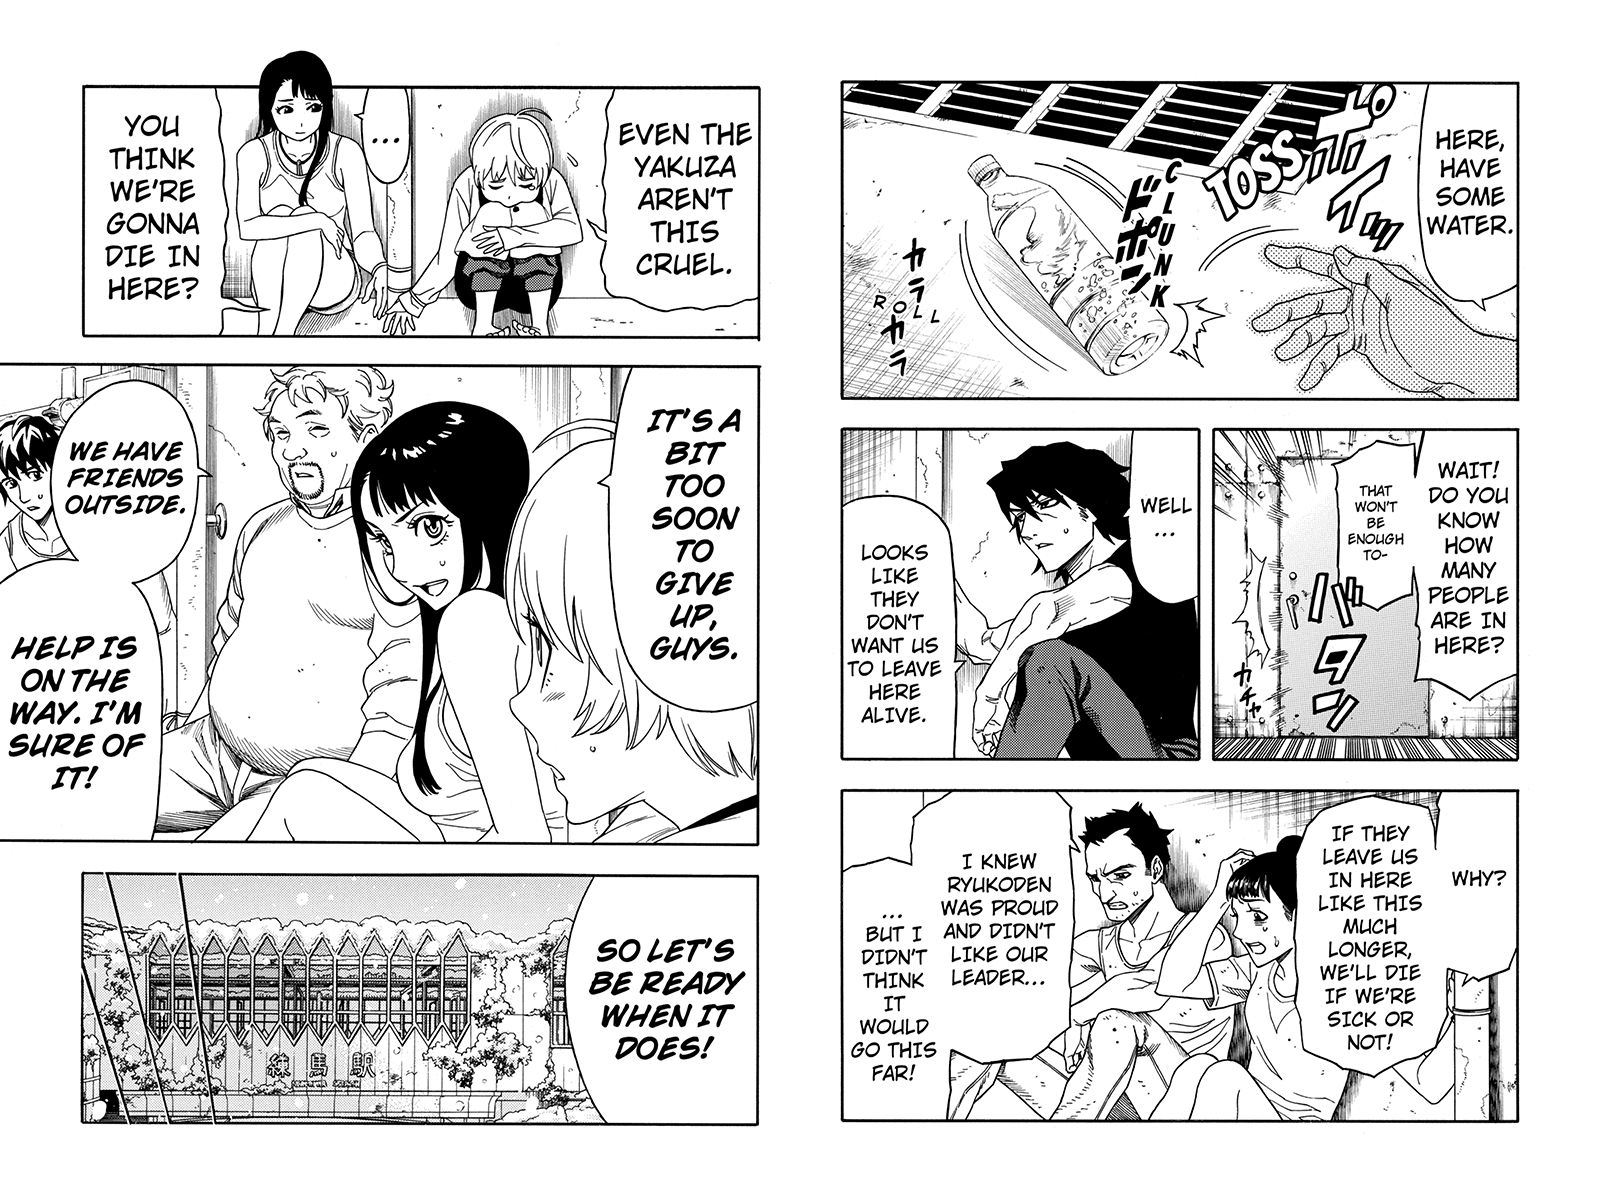 HERE,
HAVE
SOME
WATER.
TOSS
ポイッ
CLUNK
ドポン
カラカラ
ROLL
WAIT!
DO YOU
KNOW
HOW
MANY
PEOPLE
ARE IN
HERE?
THAT
WON'T
BE
ENOUGH
TO-
バタン
ガチャ
WELL
...
LOOKS
LIKE
THEY
DON'T
WANT US
TO LEAVE
HERE
ALIVE.
WHY?
IF THEY
LEAVE US
IN HERE
LIKE THIS
MUCH
LONGER,
WE'LL DIE
IF WE'RE
SICK OR
NOT!
I KNEW
RYUKODEN
WAS PROUD
AND DIDN'T
LIKE OUR
LEADER...
...
BUT I
DIDN'T
THINK
IT
WOULD
GO THIS
FAR!
EVEN THE
YAKUZA
AREN'T
THIS
CRUEL.
...
YOU
THINK
WE'RE
GONNA
DIE IN
HERE?
IT'S A
BIT
TOO
SOON
TO
GIVE
UP,
GUYS.
WE HAVE
FRIENDS
OUTSIDE.
HELP IS
ON THE
WAY. I'M
SURE OF
IT!
SO LET'S
BE READY
WHEN IT
DOES!
練馬駅